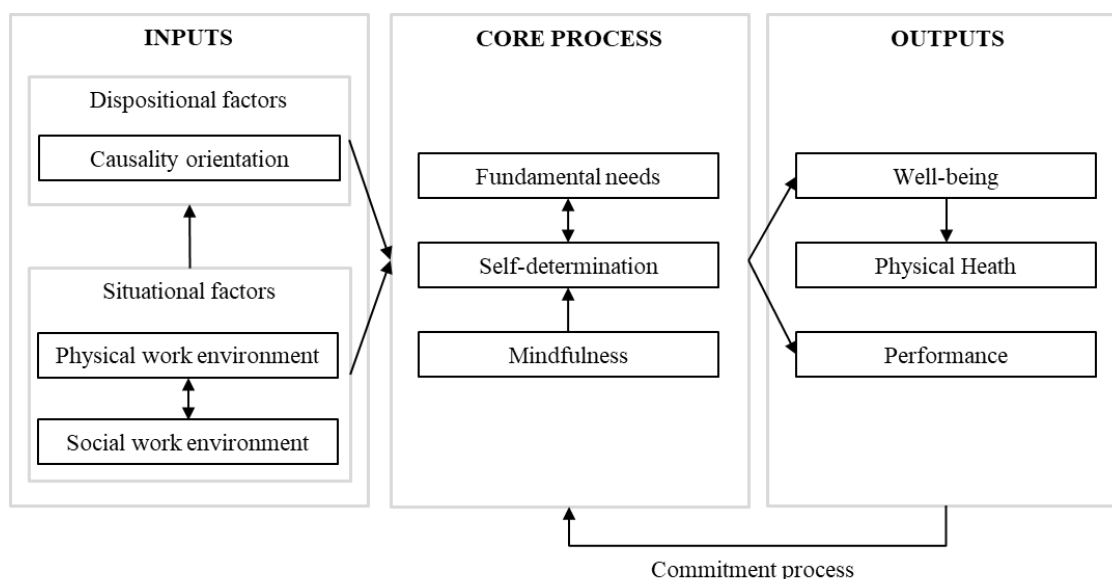 INPUTS
Dispositional factors
Causality orientation
Situational factors
Physical work environment
Social work environment
CORE PROCESS
Fundamental needs
Self-determination
Mindfulness
OUTPUTS
Well-being
Physical Heath
Performance
Commitment process